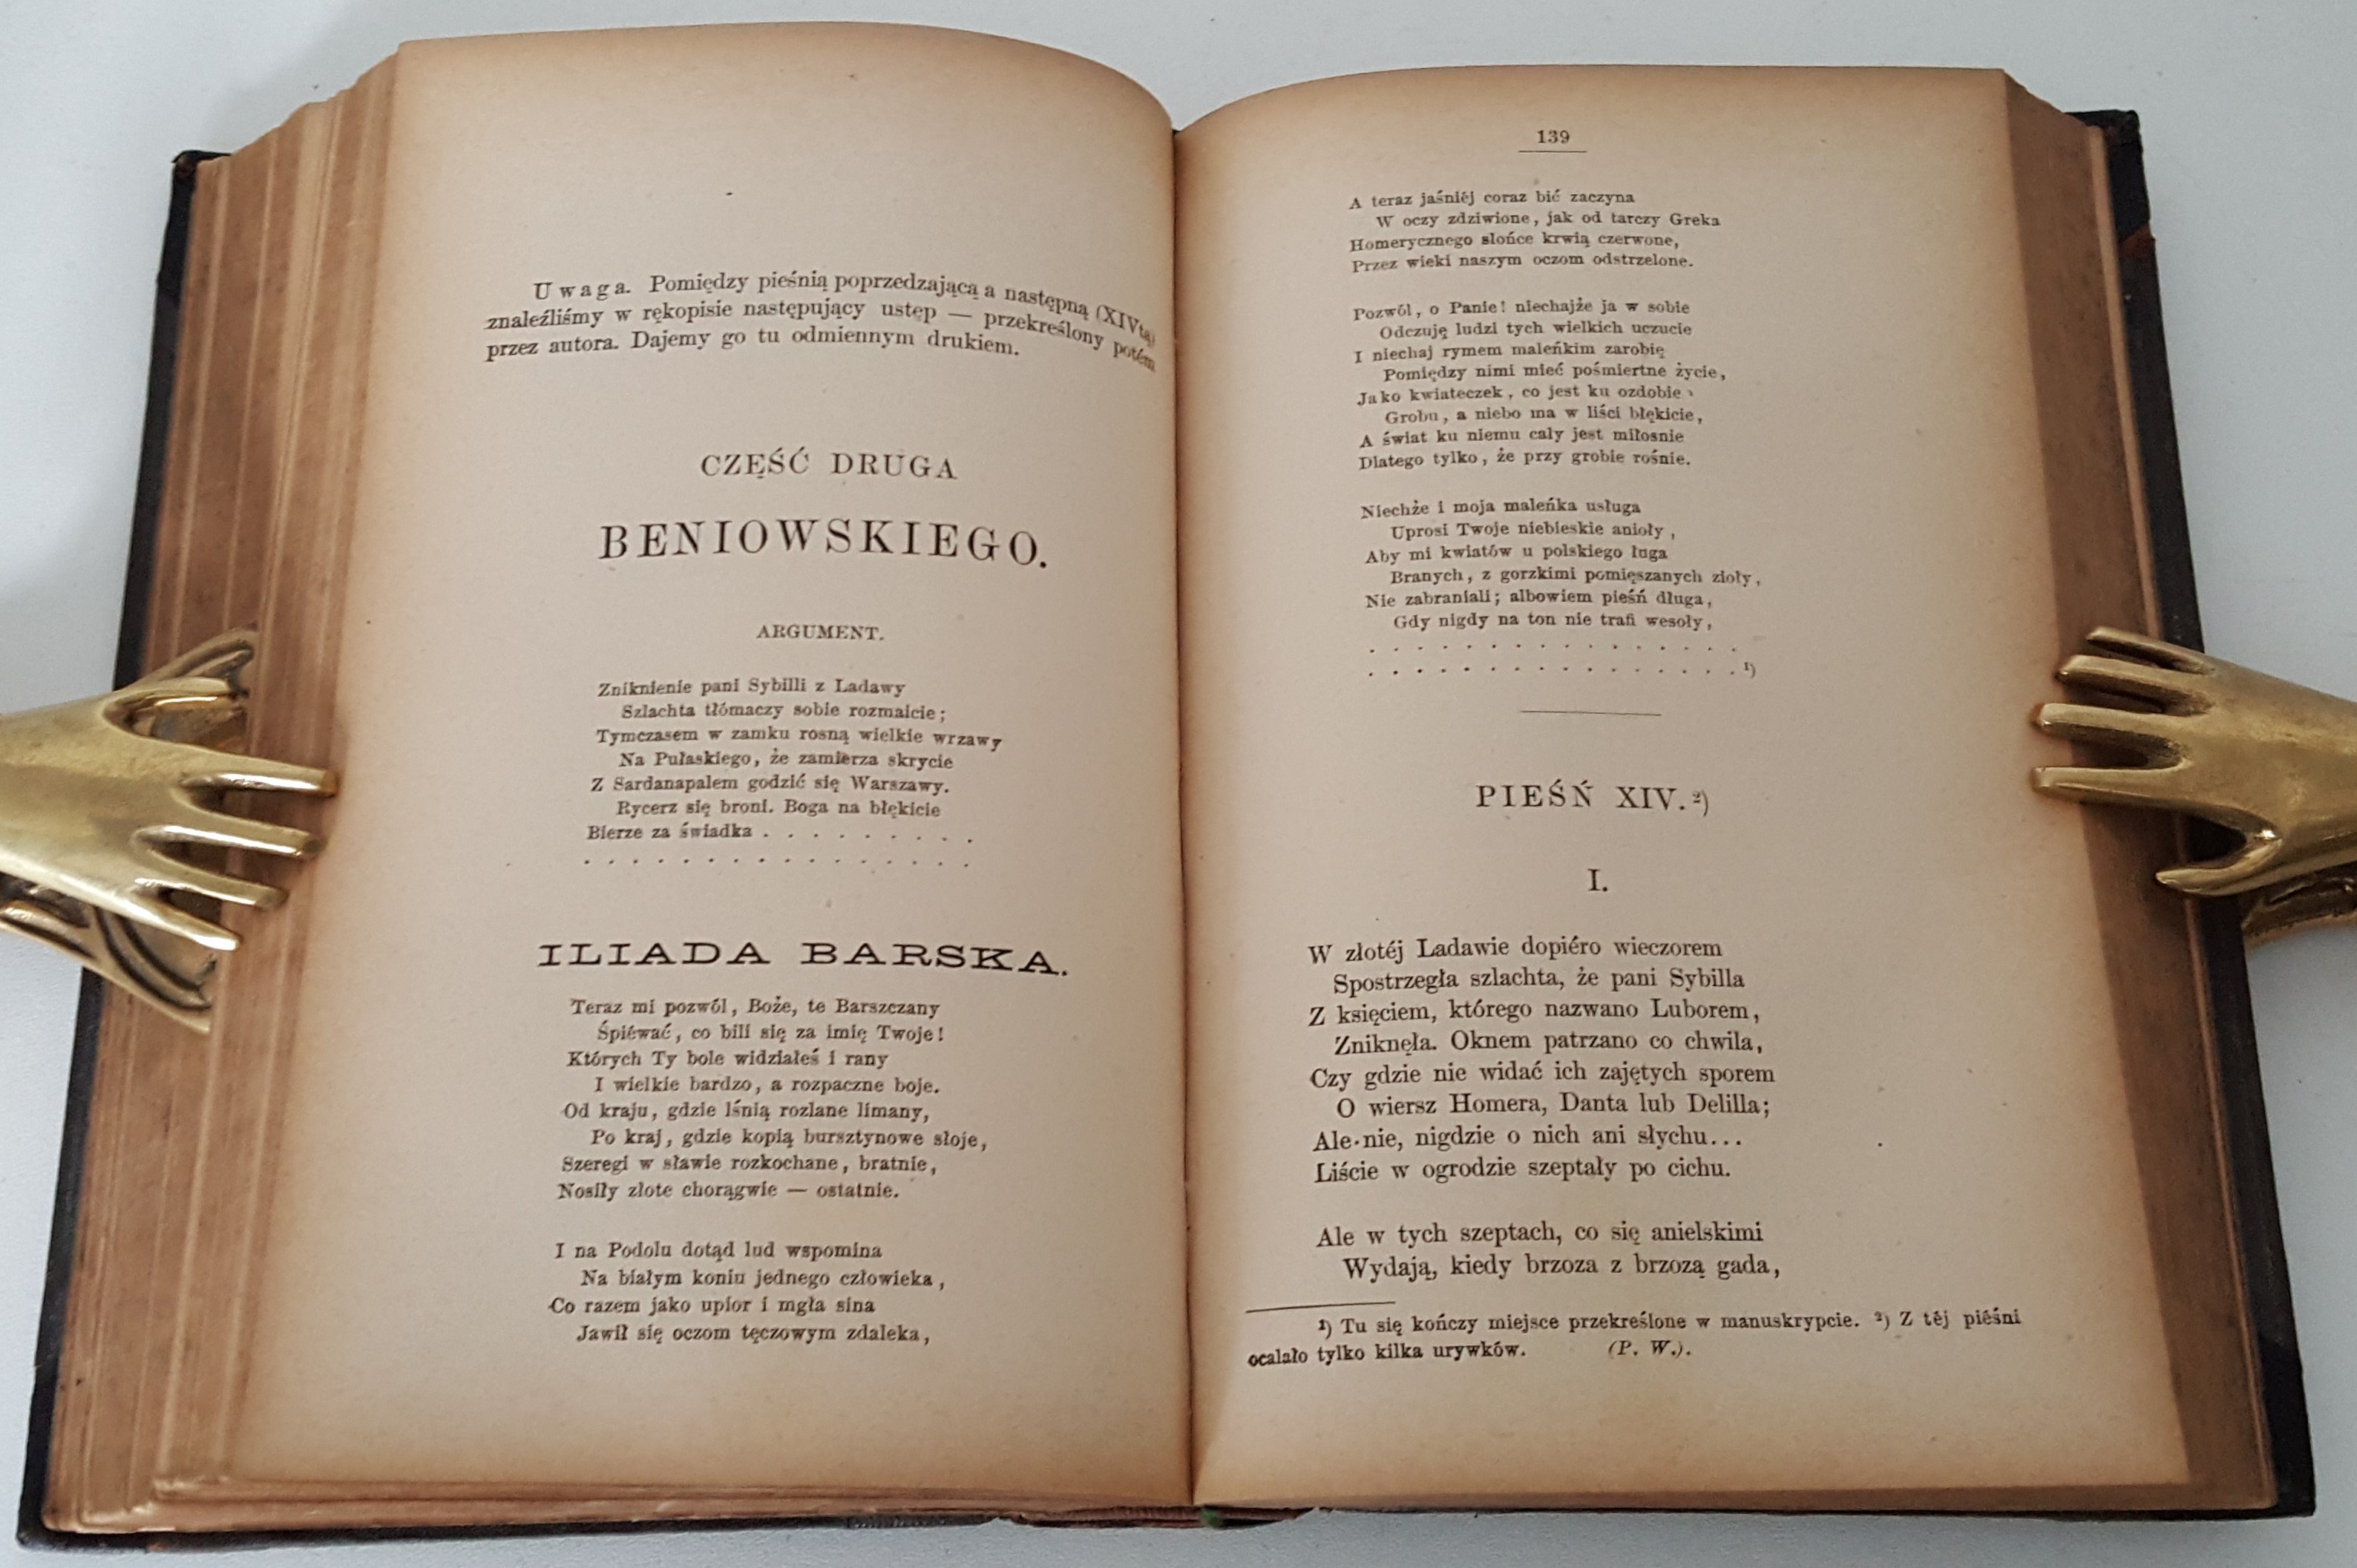 Uwaga. Pomiędzy pieśnią poprzedzającą a następną (XIVtą)
znaleźliśmy w rękopisie następujący ustęp — przekreślony potém
przez autora. Dajemy go tu odmiennym drukiem.
CZĘŚĆ DRUGA
BENIOWSKIEGO.
ARGUMENT.
Zniknienie pani Sybilli z Ladawy
Szlachta tłómaczy sobie rozmaicie;
Tymczasem w zamku rosną wielkie wrzawy
Na Pułaskiego, że zamierza skrycie
Z Sardanapalem godzić się Warszawy.
Rycerz się broni. Boga na błękicie
Bierze za świadka . . . . . . . . .
. . . . . . . . . . . . . . . . .
ILIADA BARSKA.
Teraz mi pozwól, Boże, te Barszczany
Śpiéwać, co bili się za imię Twoje!
Których Ty bole widziałeś i rany
I wielkie bardzo, a rozpaczne boje.
Od kraju, gdzie lśnią rozlane limany,
Po kraj, gdzie kopią bursztynowe słoje,
Szeregi w sławie rozkochane, bratnie,
Nosiły złote chorągwie — ostatnie.
I na Podolu dotąd lud wspomina
Na białym koniu jednego człowieka,
Co razem jako upior i mgła sina
Jawił się oczom tęczowym zdaleka,
139
A teraz jaśniéj coraz bić zaczyna
W oczy zdziwione, jak od tarczy Greka
Homerycznego słońce krwią czerwone,
Przez wieki naszym oczom odstrzelone.
Pozwól, o Panie! niechajże ja w sobie
Odczuję ludzi tych wielkich uczucie
I niechaj rymem maleńkim zarobię
Pomiędzy nimi mieć pośmiertne życie,
Jako kwiateczek, co jest ku ozdobie
Grobu, a niebo ma w liści błękicie,
A świat ku niemu cały jest miłosnie
Dlatego tylko, że przy grobie rośnie.
Niechże i moja maleńka usługa
Uprosi Twoje niebieskie anioły,
Aby mi kwiatów u polskiego ługa
Branych, z gorzkimi pomięszanych zioły,
Nie zabraniali; albowiem pieśń długa,
Gdy nigdy na ton nie trafi wesoły,
. . . . . . . . . . . . . . . .
. . . . . . . . . . . . . . . . ¹)
PIEŚŃ XIV.²)
I.
W złotéj Ladawie dopiéro wieczorem
Spostrzegła szlachta, że pani Sybilla
Z księciem, którego nazwano Luborem,
Zniknęła. Oknem patrzano co chwila,
Czy gdzie nie widać ich zajętych sporem
O wiersz Homera, Danta lub Delilla;
Ale nie, nigdzie o nich ani słychu...
Liście w ogrodzie szeptały po cichu.
Ale w tych szeptach, co się anielskimi
Wydają, kiedy brzoza z brzozą gada,
¹) Tu się kończy miejsce przekreślone w manuskrypcie. ²) Z téj pieśni
ocalało tylko kilka urywków. (P. W.).